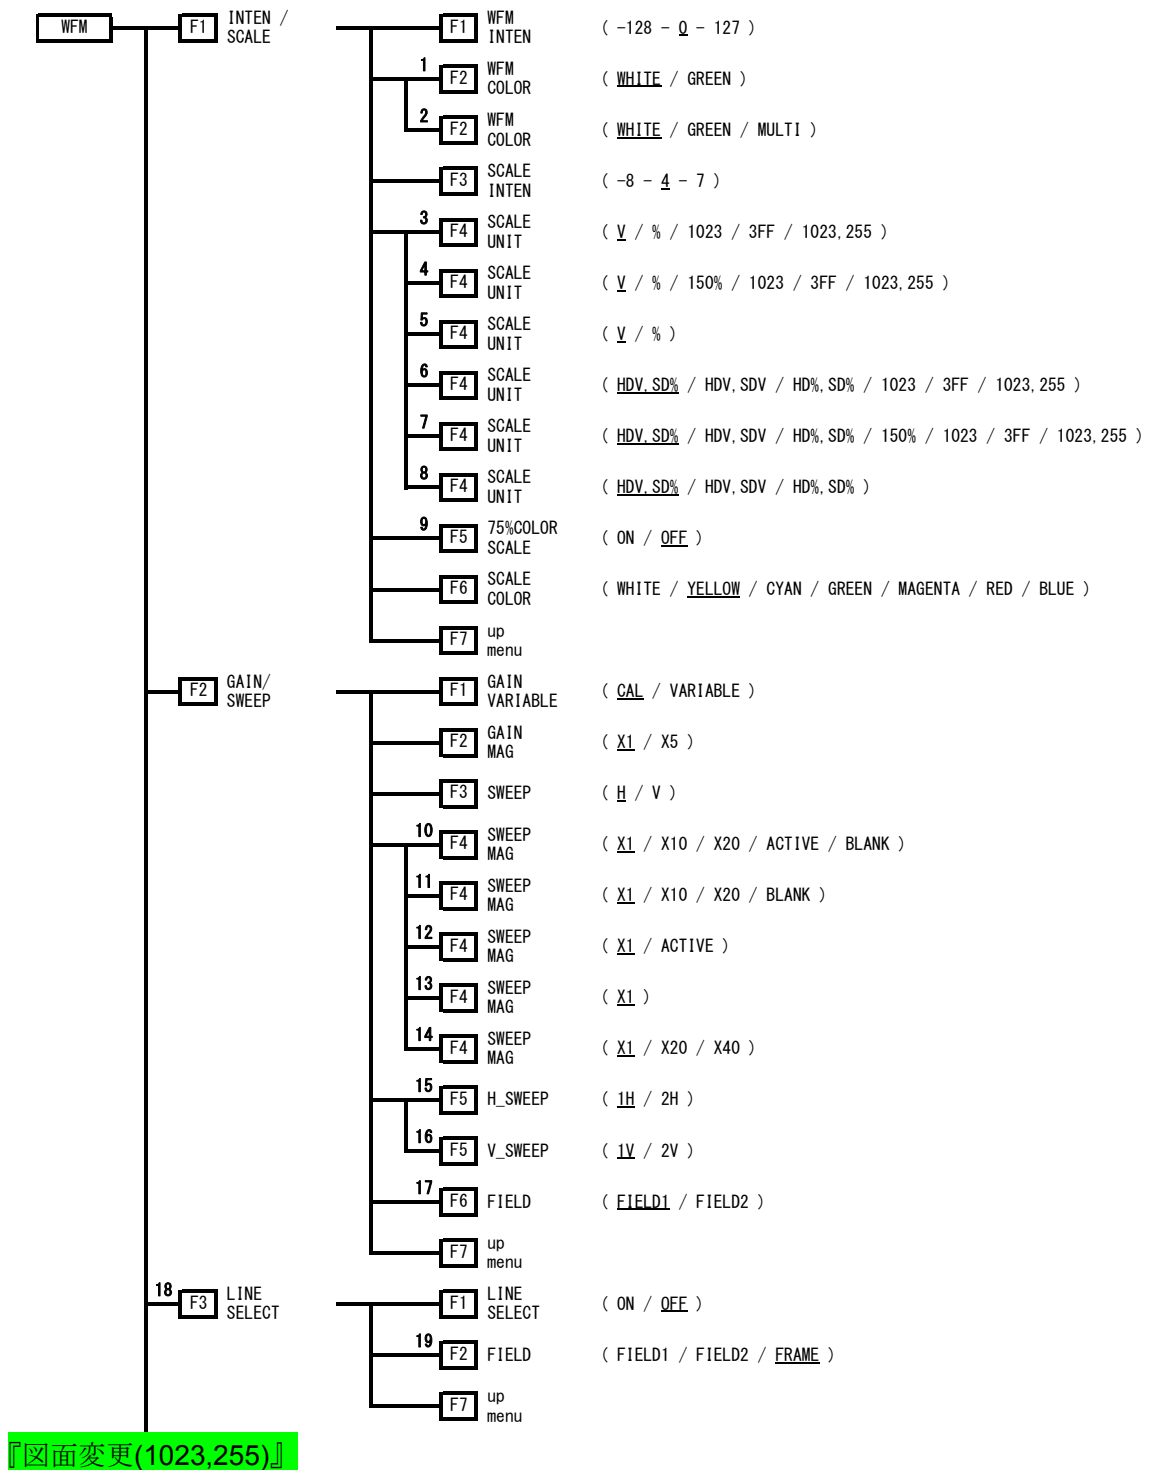 WFM F1 INTEN / SCALE F1 WFM INTEN ( -128 - 0 - 127 )
1 F2 WFM COLOR ( WHITE / GREEN )
2 F2 WFM COLOR ( WHITE / GREEN / MULTI )
F3 SCALE INTEN ( -8 - 4 - 7 )
3 F4 SCALE UNIT ( V / % / 1023 / 3FF / 1023,255 )
4 F4 SCALE UNIT ( V / % / 150% / 1023 / 3FF / 1023,255 )
5 F4 SCALE UNIT ( V / % )
6 F4 SCALE UNIT ( HDV,SD% / HDV,SDV / HD%,SD% / 1023 / 3FF / 1023,255 )
7 F4 SCALE UNIT ( HDV,SD% / HDV,SDV / HD%,SD% / 150% / 1023 / 3FF / 1023,255 )
8 F4 SCALE UNIT ( HDV,SD% / HDV,SDV / HD%,SD% )
9 F5 75%COLOR SCALE ( ON / OFF )
F6 SCALE COLOR ( WHITE / YELLOW / CYAN / GREEN / MAGENTA / RED / BLUE )
F7 up menu
F2 GAIN/ SWEEP F1 GAIN VARIABLE ( CAL / VARIABLE )
F2 GAIN MAG ( X1 / X5 )
F3 SWEEP ( H / V )
10 F4 SWEEP MAG ( X1 / X10 / X20 / ACTIVE / BLANK )
11 F4 SWEEP MAG ( X1 / X10 / X20 / BLANK )
12 F4 SWEEP MAG ( X1 / ACTIVE )
13 F4 SWEEP MAG ( X1 )
14 F4 SWEEP MAG ( X1 / X20 / X40 )
15 F5 H_SWEEP ( 1H / 2H )
16 F5 V_SWEEP ( 1V / 2V )
17 F6 FIELD ( FIELD1 / FIELD2 )
F7 up menu
18 F3 LINE SELECT F1 LINE SELECT ( ON / OFF )
19 F2 FIELD ( FIELD1 / FIELD2 / FRAME )
F7 up menu
『図面変更(1023,255)』